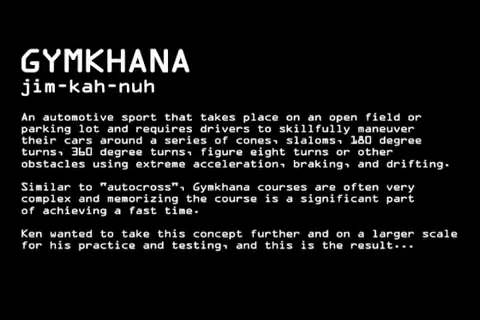 GYMKHANA
jim-kah-nuh
An automotive sport that takes place on an open field or
parking lot and requires drivers to skillfully maneuver
their cars around a series of cones, slaloms, 180 degree
turns, 360 degree turns, figure eight turns or other
obstacles using extreme acceleration, braking, and drifting.
Similar to "autocross", Gymkhana courses are often very
complex and memorizing the course is a significant part
of achieving a fast time.
Ken wanted to take this concept further and on a larger scale
for his practice and testing, and this is the result...